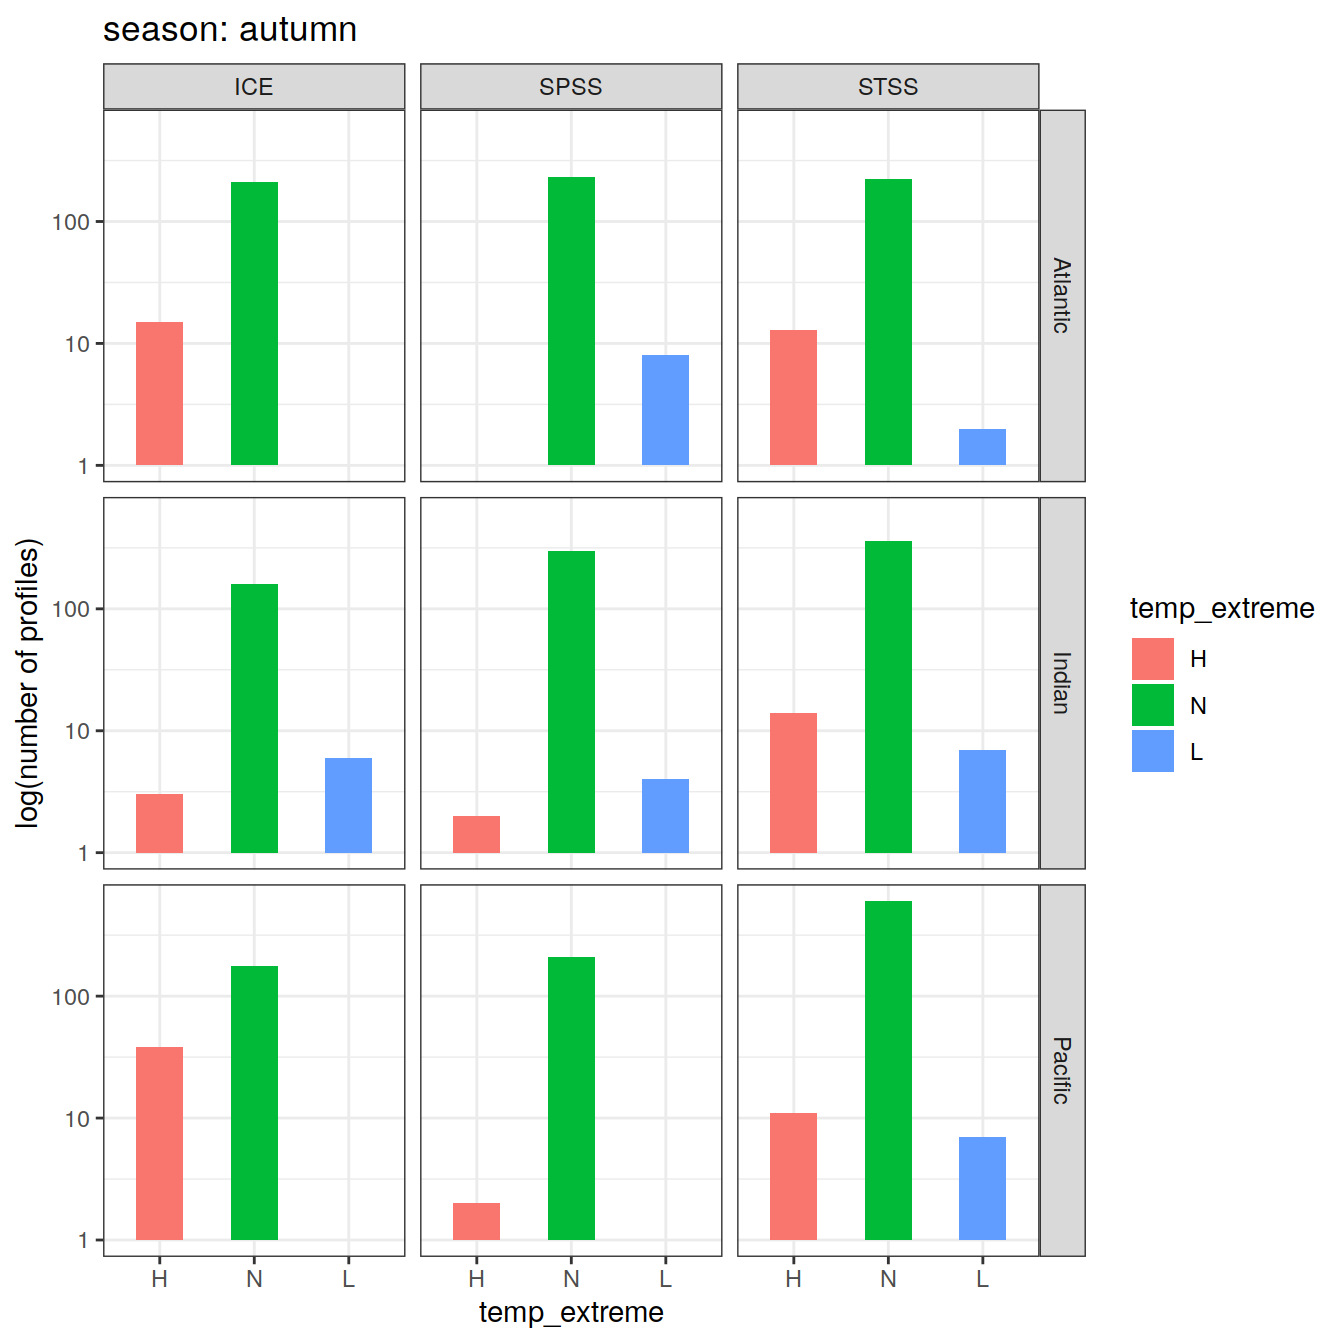 season: autumn
ICE SPSS STSS
100
10
1
Atlantic
log(number of profiles)
100
10
1
Indian
100
10
1
Pacific
H N L H N L H N L
temp_extreme
temp_extreme
H
N
L